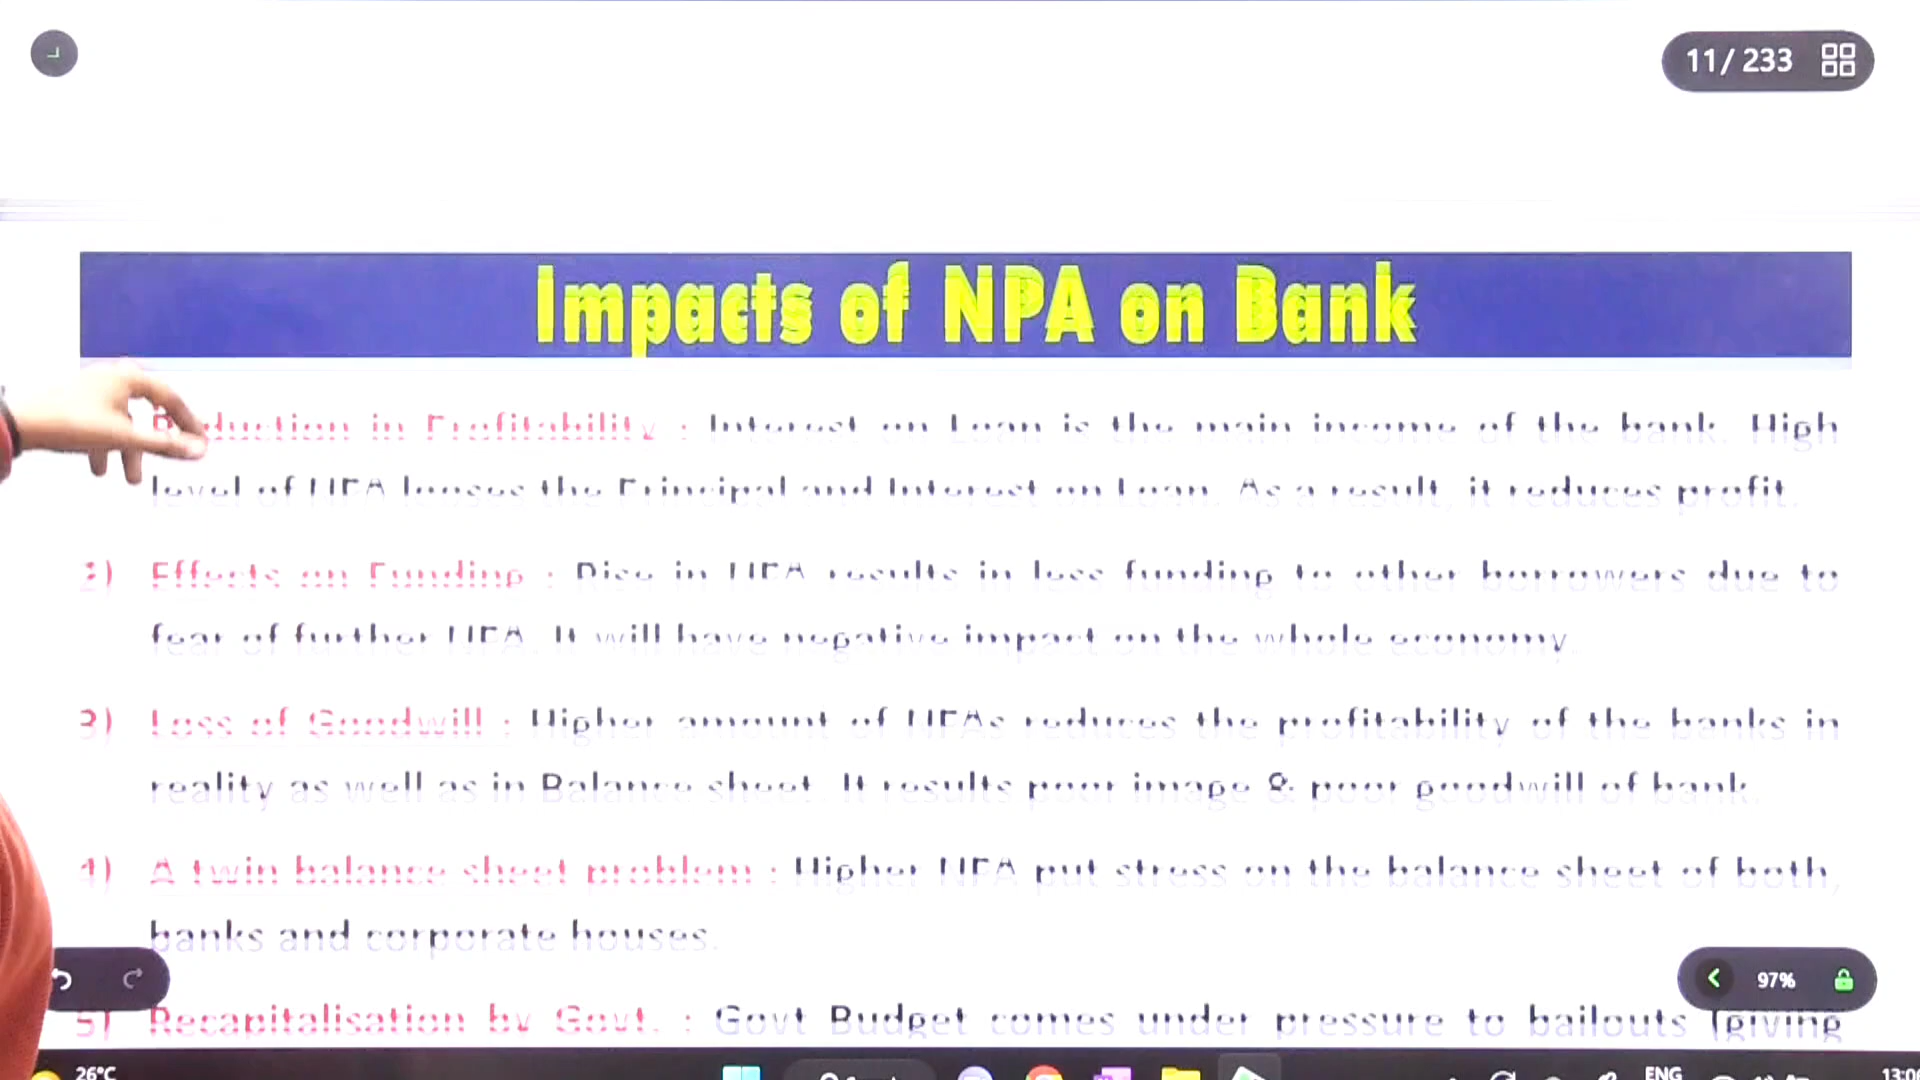 11/ 233
Impacts of NPA on Bank
Reduction in Profitability : Interest on Loan is the main income of the bank. High
level of NPA looses the Principal and Interest on Loan. As a result, it reduces profit.
2) Effects on Funding : Rise in NPA results in less funding to other borrowers due to
fear of further NPA. It will have negative impact on the whole economy.
3) Loss of Goodwill : Higher amount of NPAs reduces the profitability of the banks in
reality as well as in Balance sheet. It results poor image & poor goodwill of bank.
4) A twin balance sheet problem : Higher NPA put stress on the balance sheet of both,
banks and corporate houses.
97%
5) Recapitalisation by Govt. : Govt Budget comes under pressure to bailouts (giving
26°C
ENG